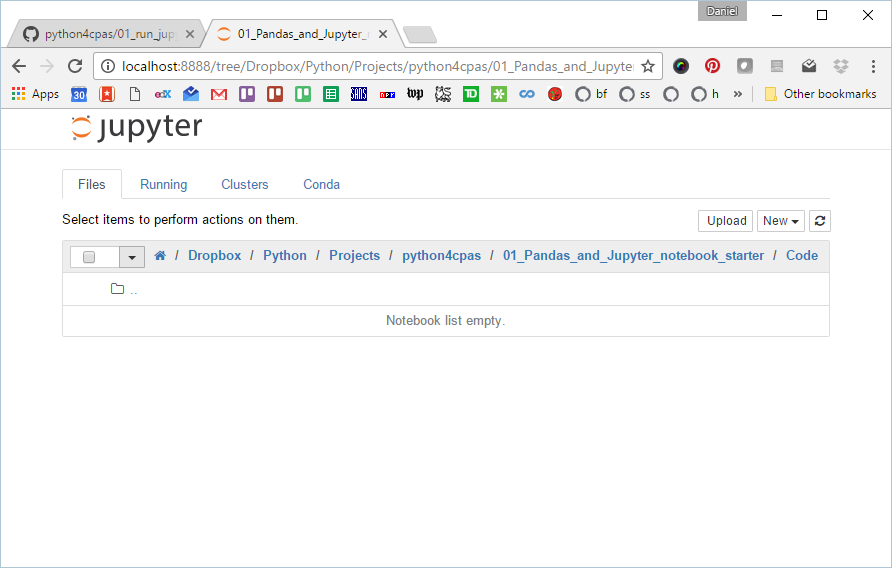 Daniel
python4cpas/01_run_jup
01_Pandas_and_Jupyter_
localhost:8888/tree/Dropbox/Python/Projects/python4cpas/01_Pandas_and_Jupyte
Apps 30 edX bf ss h » Other bookmarks
jupyter
Files Running Clusters Conda
Select items to perform actions on them.
Upload New
/ Dropbox / Python / Projects / python4cpas / 01_Pandas_and_Jupyter_notebook_starter / Code
..
Notebook list empty.